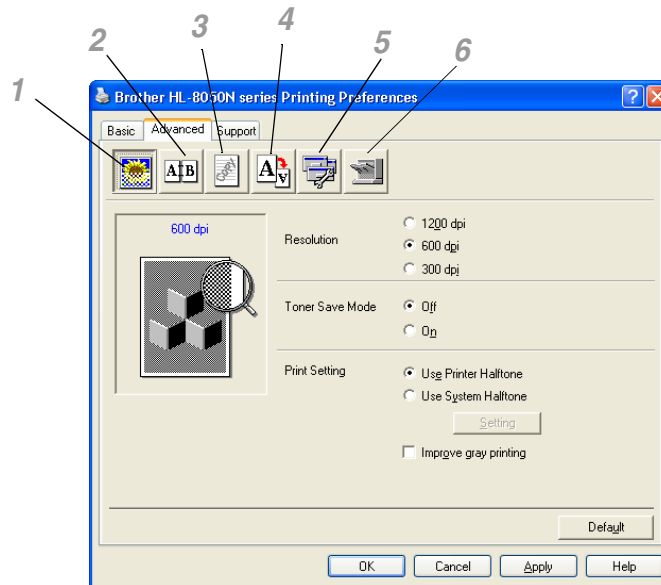 1 2 3 4 5 6
Brother HL-8050N series Printing Preferences
Basic Advanced Support
A B COPY A A
600 dpi
Resolution
1200 dpi
600 dpi
300 dpi
Toner Save Mode
Off
On
Print Setting
Use Printer Halftone
Use System Halftone
Setting
Improve gray printing
Default
OK Cancel Apply Help